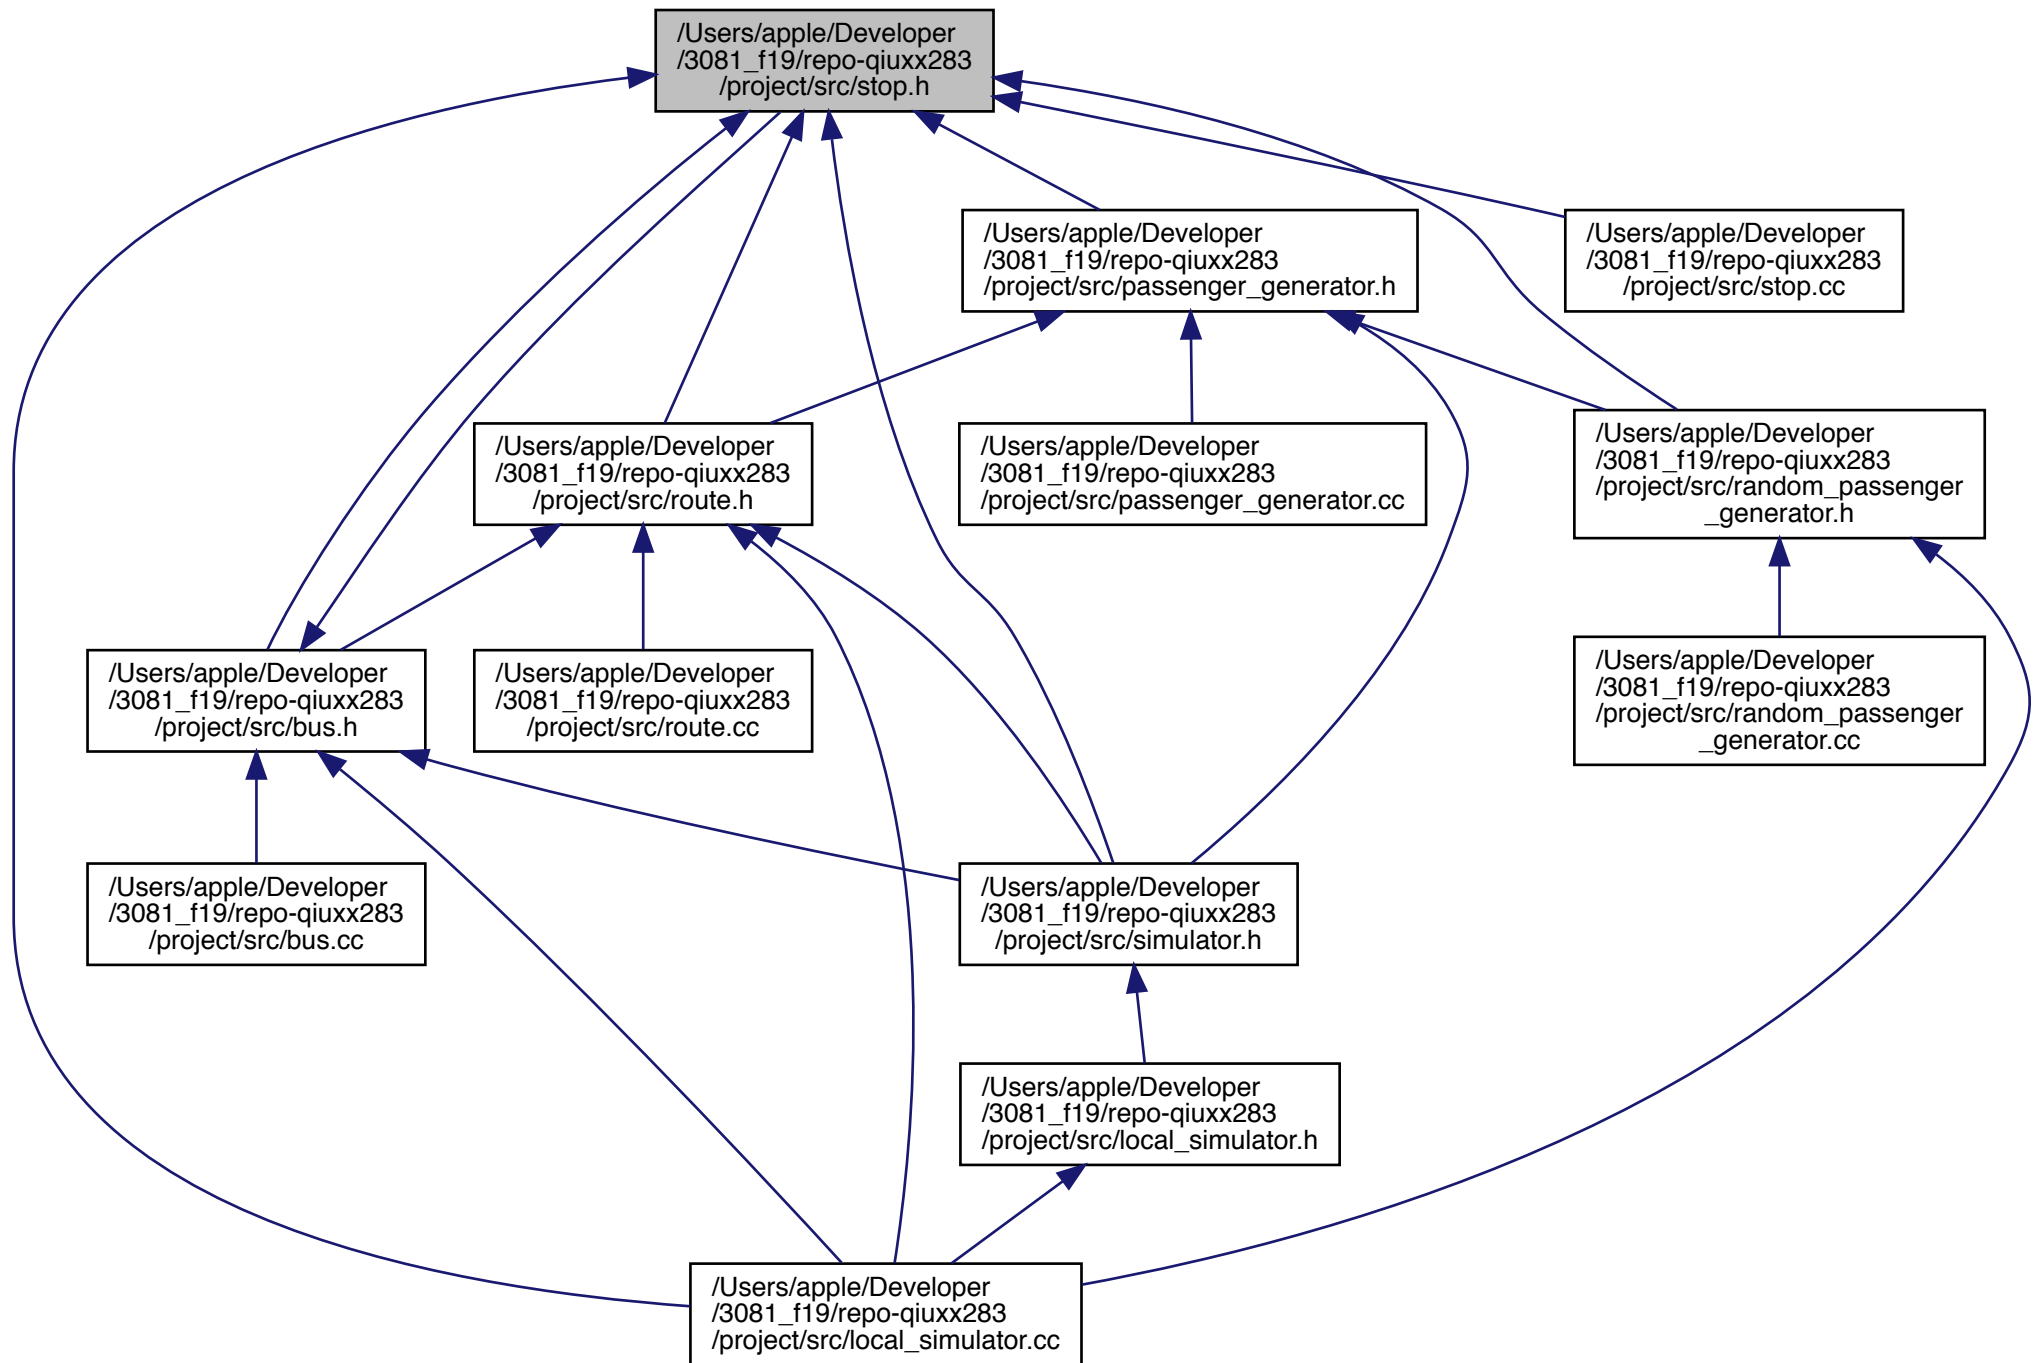 /Users/apple/Developer
/3081_f19/repo-qiuxx283
/project/src/stop.h
/Users/apple/Developer
/3081_f19/repo-qiuxx283
/project/src/passenger_generator.h
/Users/apple/Developer
/3081_f19/repo-qiuxx283
/project/src/stop.cc
/Users/apple/Developer
/3081_f19/repo-qiuxx283
/project/src/route.h
/Users/apple/Developer
/3081_f19/repo-qiuxx283
/project/src/passenger_generator.cc
/Users/apple/Developer
/3081_f19/repo-qiuxx283
/project/src/random_passenger
_generator.h
/Users/apple/Developer
/3081_f19/repo-qiuxx283
/project/src/bus.h
/Users/apple/Developer
/3081_f19/repo-qiuxx283
/project/src/route.cc
/Users/apple/Developer
/3081_f19/repo-qiuxx283
/project/src/random_passenger
_generator.cc
/Users/apple/Developer
/3081_f19/repo-qiuxx283
/project/src/bus.cc
/Users/apple/Developer
/3081_f19/repo-qiuxx283
/project/src/simulator.h
/Users/apple/Developer
/3081_f19/repo-qiuxx283
/project/src/local_simulator.h
/Users/apple/Developer
/3081_f19/repo-qiuxx283
/project/src/local_simulator.cc